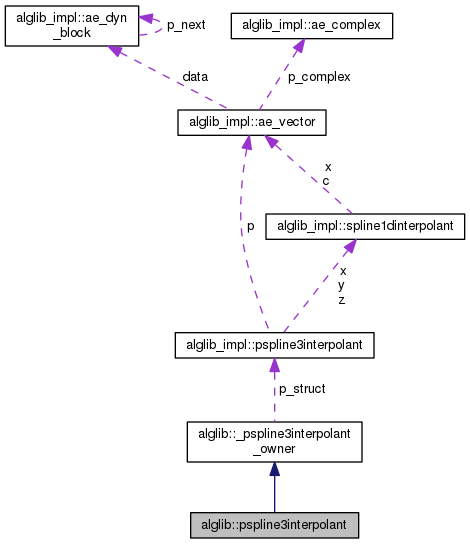 alglib_impl::ae_dyn
_block
p_next
alglib_impl::ae_complex
data
p_complex
alglib_impl::ae_vector
x
c
p
alglib_impl::spline1dinterpolant
x
y
z
alglib_impl::pspline3interpolant
p_struct
alglib::_pspline3interpolant
_owner
alglib::pspline3interpolant